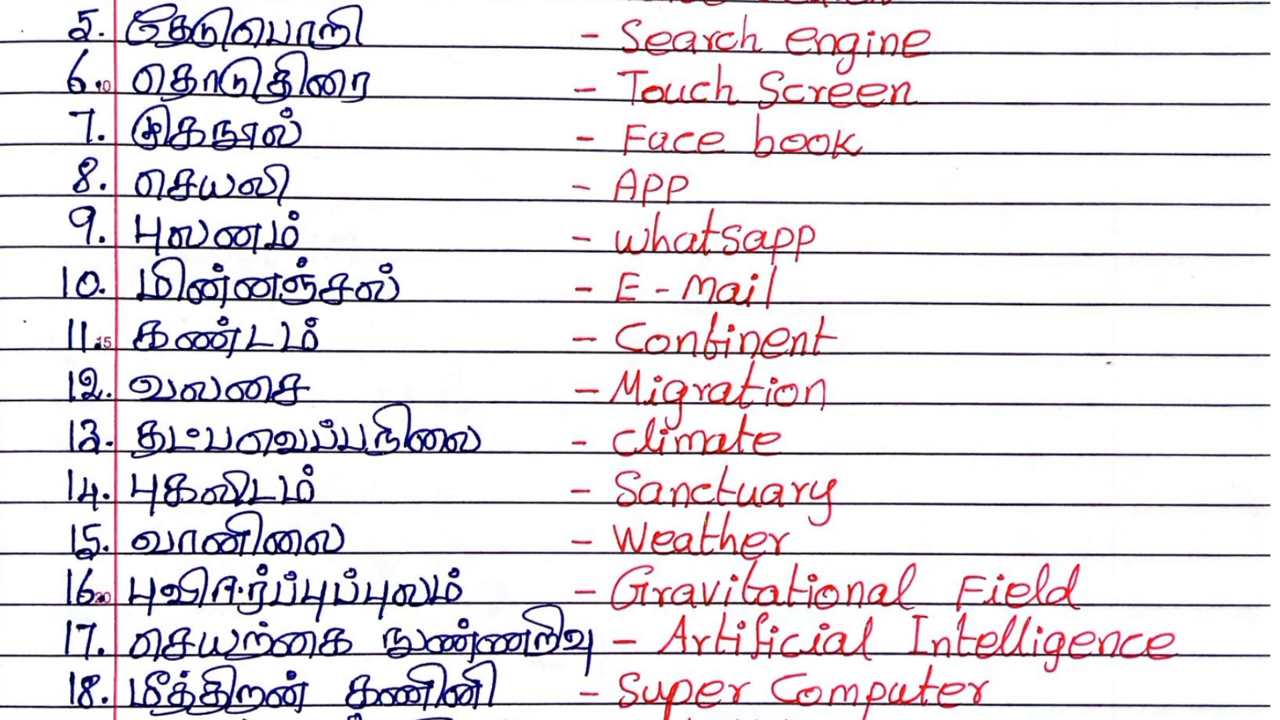 5. தேடுபொறி - Search engine
6. தொடுதிரை - Touch Screen
7. முகநூல் - Face book
8. செயலி - APP
9. புலனம் - Whatsapp
10. மின்னஞ்சல் - E-Mail
11. கண்டம் - Continent
12. வலசை - Migration
13. தட்பவெப்பநிலை - Climate
14. புகலிடம் - Sanctuary
15. வானிலை - Weather
16. புவிஈர்ப்புப்புலம் - Gravitational Field
17. செயற்கை நுண்ணறிவு - Artificial Intelligence
18. மீத்திறன் கணினி - Super Computer